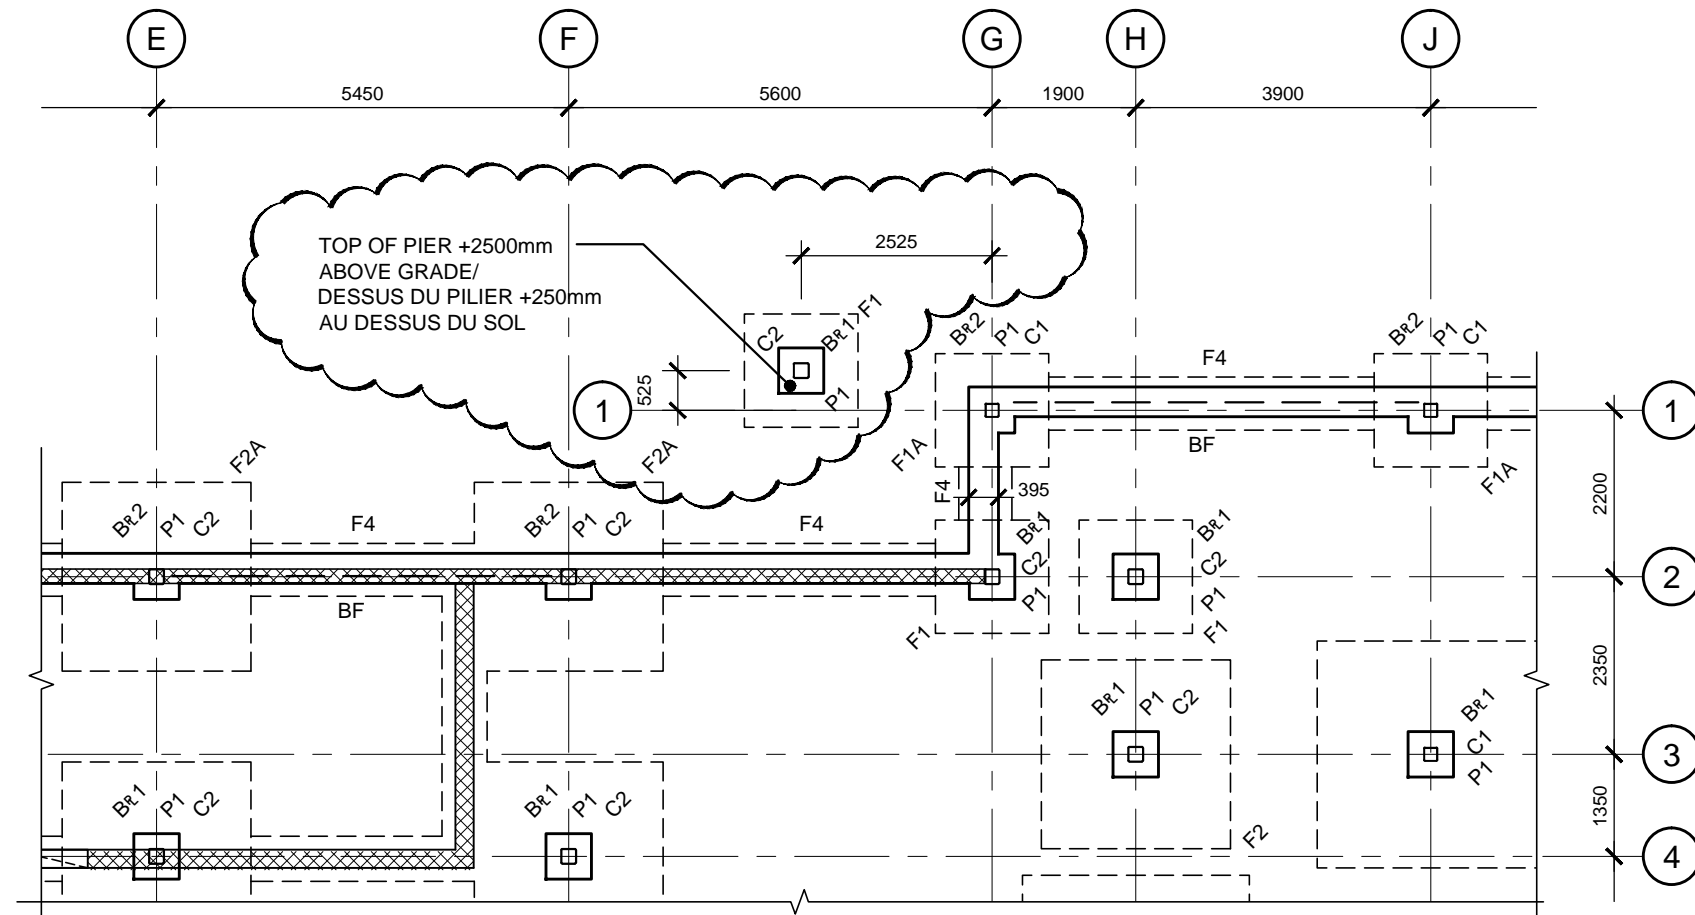 E
F
G
H
J
5450
5600
1900
3900
TOP OF PIER +2500mm
ABOVE GRADE/
DESSUS DU PILIER +250mm
AU DESSUS DU SOL
2525
525
C2
BPL1
F1
P1
1
BPL2
P1
C1
F4
BPL2
P1
C1
1
F1A
BF
F1A
F4
395
2200
F2A
F2A
BPL2
P1
C2
F4
BPL2
P1
C2
F4
BPL1
C2
P1
F1
BPL1
C2
P1
F1
2
BF
2350
BPL1
P1
C2
BPL1
C1
P1
3
BPL1
P1
C2
BPL1
P1
C2
F2
1350
4